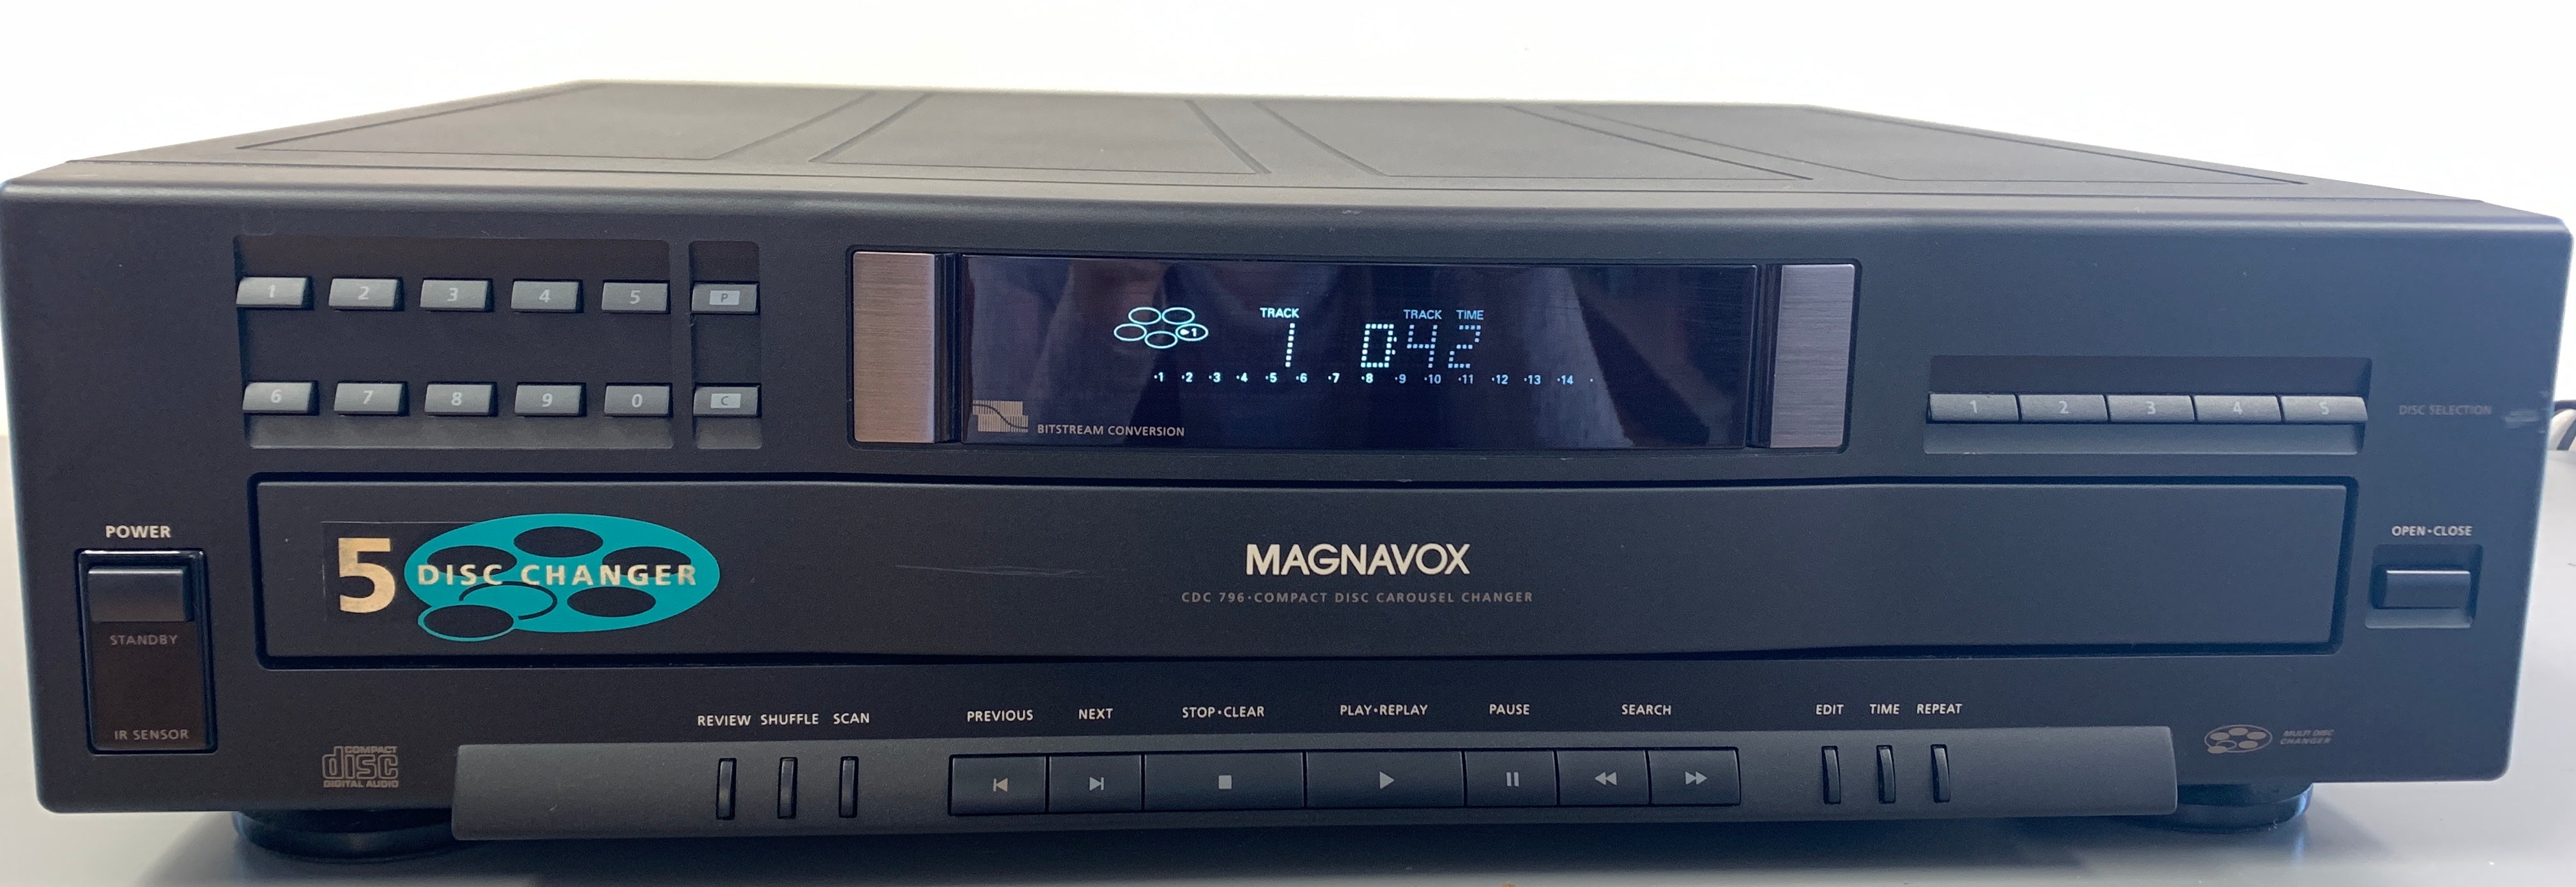 1 2 3 4 5 P
6 7 8 9 0 C
TRACK TRACK TIME
1 1 0 42
·1 ·2 ·3 ·4 ·5 ·6 ·7 ·8 ·9 ·10 ·11 ·12 ·13 ·14 ·
BITSTREAM CONVERSION
1 2 3 4 5
DISC SELECTION
POWER
STANDBY
IR SENSOR
5 DISC CHANGER
MAGNAVOX
CDC 796·COMPACT DISC CAROUSEL CHANGER
OPEN·CLOSE
REVIEW SHUFFLE SCAN
PREVIOUS NEXT STOP·CLEAR PLAY·REPLAY PAUSE SEARCH
EDIT TIME REPEAT
COMPACT
disc
DIGITAL AUDIO
MULTI DISC
CHANGER